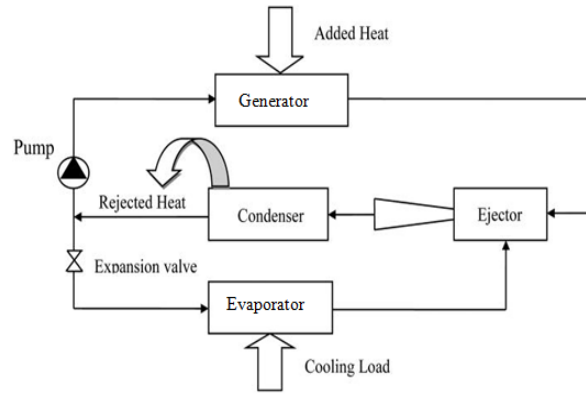 Added Heat
Generator
Pump
Rejected Heat
Condenser
Ejector
Expansion valve
Evaporator
Cooling Load